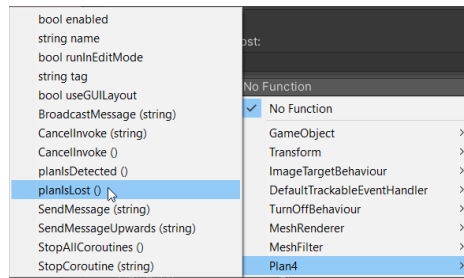 bool enabled
string name
bool runInEditMode
string tag
bool useGUILayout
BroadcastMessage (string)
CancelInvoke (string)
CancelInvoke ()
planIsDetected ()
planIsLost ()
SendMessage (string)
SendMessageUpwards (string)
StopAllCoroutines ()
StopCoroutine (string)
ost:
No Function
No Function
GameObject
Transform
ImageTargetBehaviour
DefaultTrackableEventHandler
TurnOffBehaviour
MeshRenderer
MeshFilter
Plan4